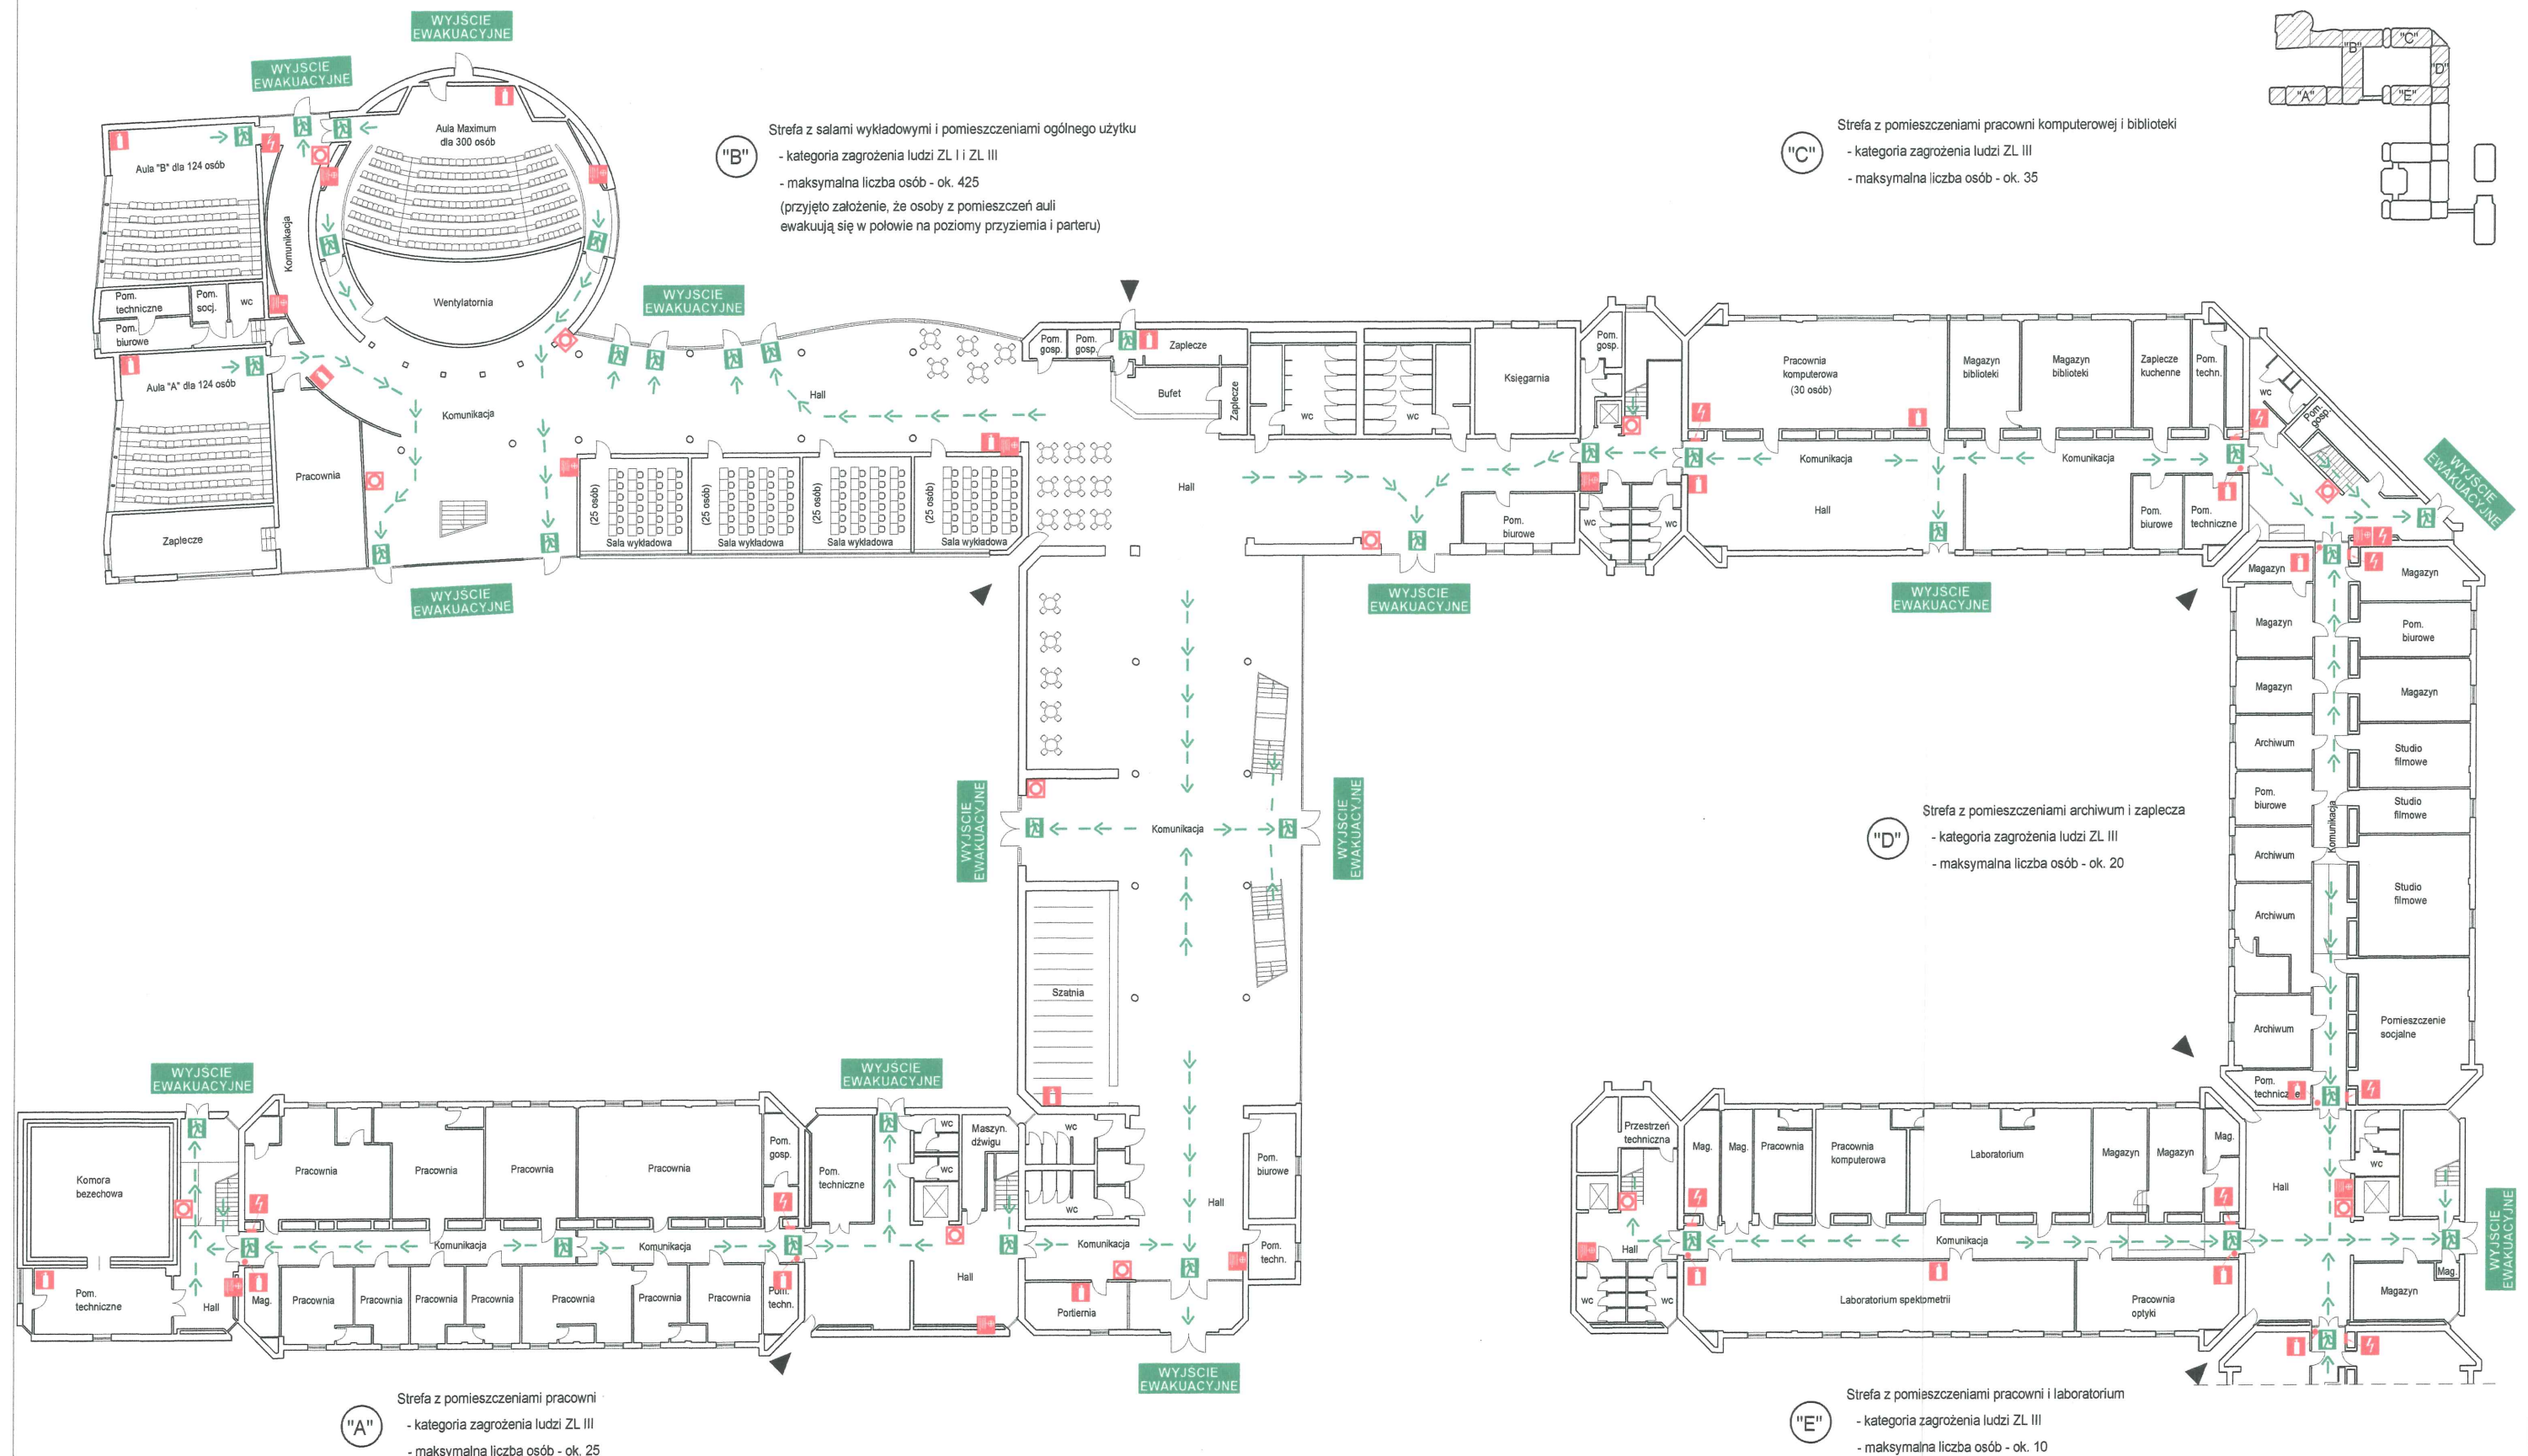 WYJŚCIE
EWAKUACYJNE
WYJŚCIE
EWAKUACYJNE
"B"
"C"
"D"
"A"
"E"
Aula Maximum
dla 300 osób
Aula "B" dla 124 osób
Komunikacja
Wentylatornia
Pom.
techniczne
Pom.
socj.
wc
Pom.
biurowe
Aula "A" dla 124 osób
Pracownia
Zaplecze
Komunikacja
"B"
Strefa z salami wykładowymi i pomieszczeniami ogólnego użytku
- kategoria zagrożenia ludzi ZL I i ZL III
- maksymalna liczba osób - ok. 425
(przyjęto założenie, że osoby z pomieszczeń auli
ewakuują się w połowie na poziomy przyziemia i parteru)
"C"
Strefa z pomieszczeniami pracowni komputerowej i biblioteki
- kategoria zagrożenia ludzi ZL III
- maksymalna liczba osób - ok. 35
WYJŚCIE
EWAKUACYJNE
Hall
Pom.
gosp.
Pom.
gosp.
Zaplecze
Bufet
Zaplecze
wc
wc
Księgarnia
Pom.
gosp.
Pracownia
komputerowa
(30 osób)
Magazyn
biblioteki
Magazyn
biblioteki
Zaplecze
kuchenne
Pom.
techn.
wc
Pom.
gosp.
WYJŚCIE
EWAKUACYJNE
(25 osób)
Sala wykładowa
(25 osób)
Sala wykładowa
(25 osób)
Sala wykładowa
(25 osób)
Sala wykładowa
Hall
Pom.
biurowe
wc
wc
Komunikacja
Komunikacja
Hall
Pom.
biurowe
Pom.
techniczne
WYJŚCIE
EWAKUACYJNE
WYJŚCIE
EWAKUACYJNE
WYJŚCIE
EWAKUACYJNE
Magazyn
Magazyn
Magazyn
Pom.
biurowe
Magazyn
Magazyn
Archiwum
Studio
filmowe
Pom.
biurowe
Studio
filmowe
Komunikacja
Archiwum
Studio
filmowe
Archiwum
Archiwum
Pomieszczenie
socjalne
Pom.
techniczne
"D"
Strefa z pomieszczeniami archiwum i zaplecza
- kategoria zagrożenia ludzi ZL III
- maksymalna liczba osób - ok. 20
WYJŚCIE
EWAKUACYJNE
Komunikacja
WYJŚCIE
EWAKUACYJNE
Szatnia
WYJŚCIE
EWAKUACYJNE
WYJŚCIE
EWAKUACYJNE
Komora
bezechowa
Pom.
techniczne
Hall
Pracownia
Pracownia
Pracownia
Pracownia
Pom.
gosp.
Komunikacja
Komunikacja
Mag.
Pracownia
Pracownia
Pracownia
Pracownia
Pracownia
Pracownia
Pracownia
Pom.
techn.
Pom.
techniczne
wc
wc
Maszyn.
dźwigu
Hall
wc
wc
Komunikacja
Portiernia
Hall
Pom.
biurowe
Pom.
techn.
WYJŚCIE
EWAKUACYJNE
Przestrzeń
techniczna
Hall
wc
wc
Mag.
Mag.
Pracownia
Pracownia
komputerowa
Laboratorium
Magazyn
Magazyn
Mag.
Komunikacja
Laboratorium spektometrii
Pracownia
optyki
Hall
wc
Mag.
Magazyn
WYJŚCIE
EWAKUACYJNE
"A"
Strefa z pomieszczeniami pracowni
- kategoria zagrożenia ludzi ZL III
- maksymalna liczba osób - ok. 25
"E"
Strefa z pomieszczeniami pracowni i laboratorium
- kategoria zagrożenia ludzi ZL III
- maksymalna liczba osób - ok. 10